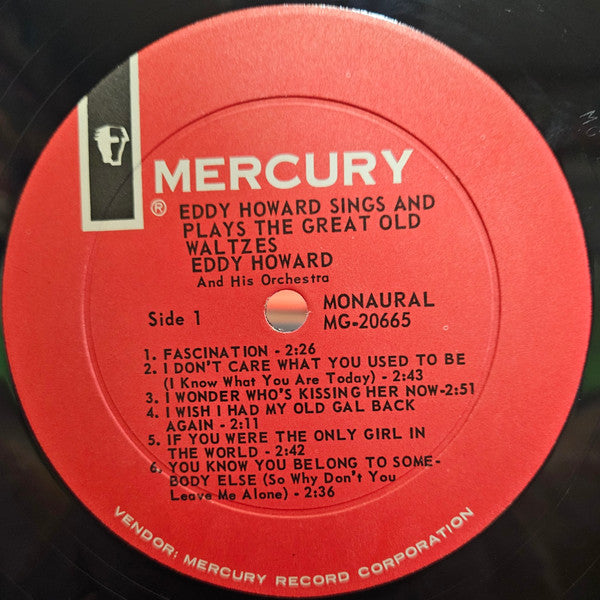 MERCURY
®
EDDY HOWARD SINGS AND
PLAYS THE GREAT OLD
WALTZES
EDDY HOWARD
And His Orchestra
Side 1
MONAURAL
MG-20665
1. FASCINATION - 2:26
2. I DON'T CARE WHAT YOU USED TO BE
(I Know What You Are Today) - 2:43
3. I WONDER WHO'S KISSING HER NOW-2:51
4. I WISH I HAD MY OLD GAL BACK
AGAIN - 2:11
5. IF YOU WERE THE ONLY GIRL IN
THE WORLD - 2:42
6. YOU KNOW YOU BELONG TO SOME-
BODY ELSE (So Why Don't You
Leave Me Alone) - 2:36
VENDOR: MERCURY RECORD CORPORATION